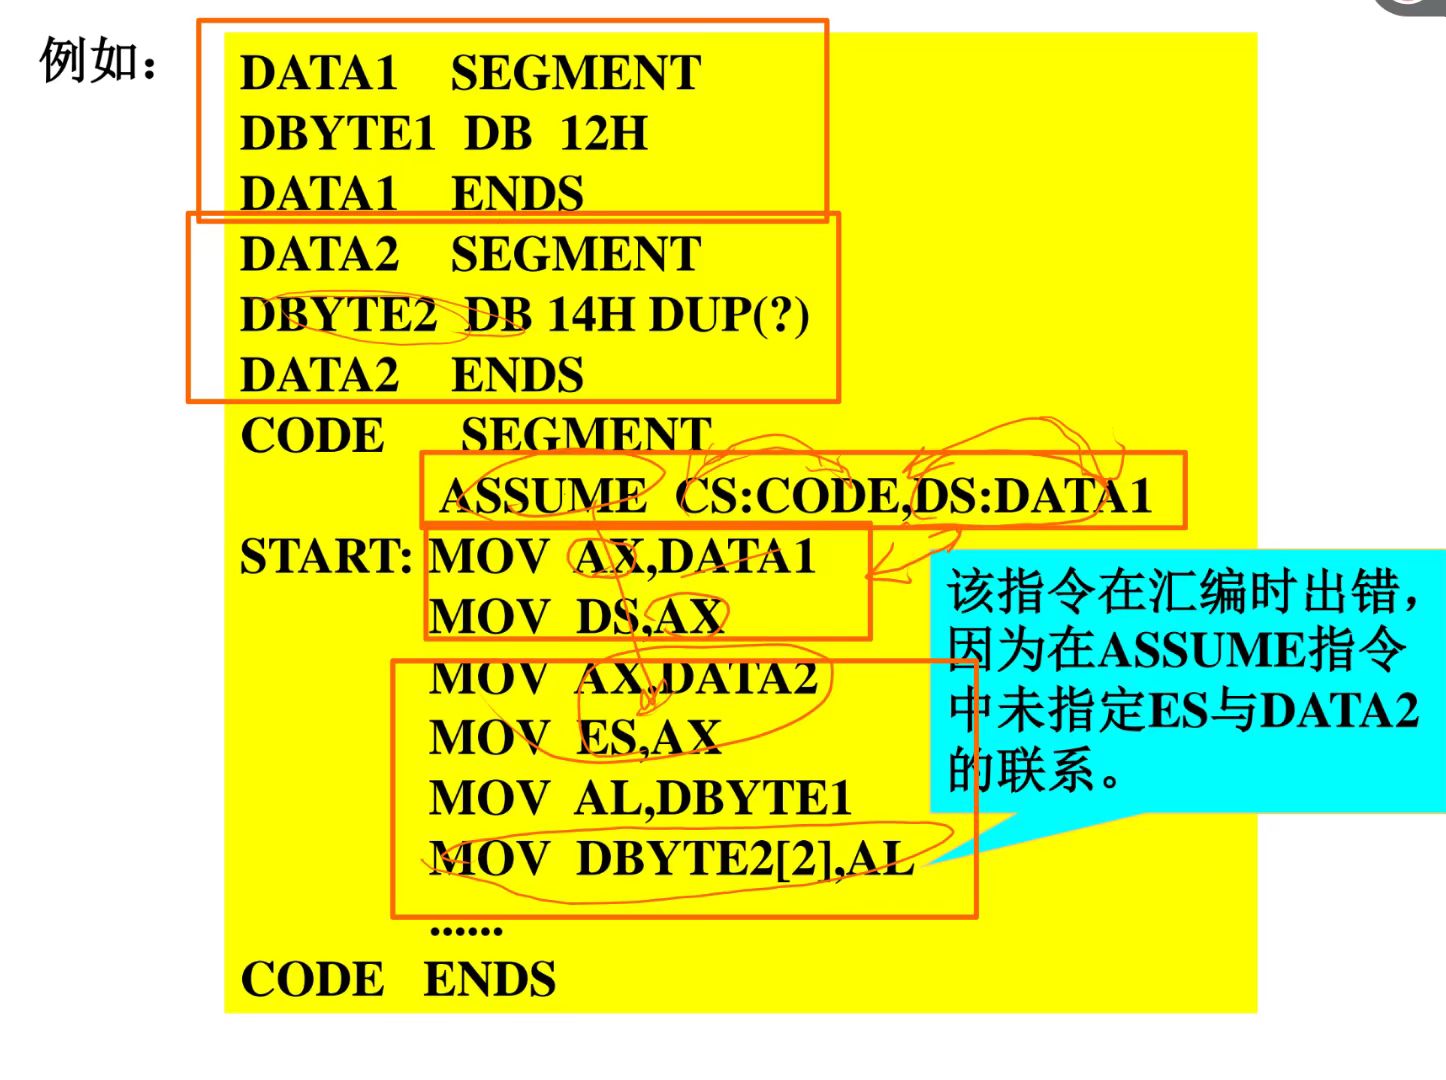 例如：
DATA1 SEGMENT
DBYTE1 DB 12H
DATA1 ENDS
DATA2 SEGMENT
DBYTE2 DB 14H DUP(?)
DATA2 ENDS
CODE SEGMENT
ASSUME CS:CODE,DS:DATA1
START: MOV AX,DATA1
MOV DS,AX
MOV AX,DATA2
MOV ES,AX
MOV AL,DBYTE1
MOV DBYTE2[2],AL
......
CODE ENDS
该指令在汇编时出错，
因为在ASSUME指令
中未指定ES与DATA2
的联系。